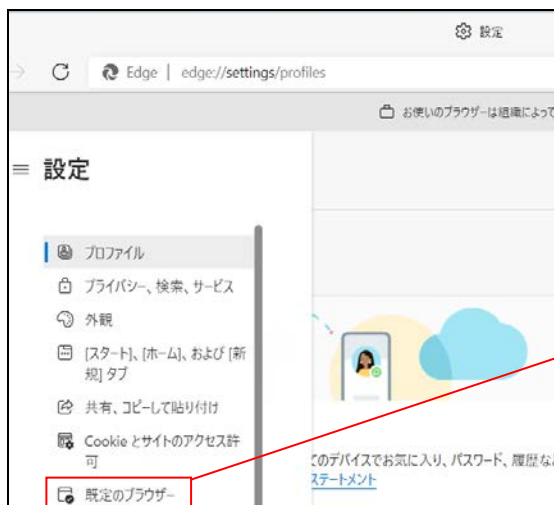 設定
Edge | edge://settings/profiles
お使いのブラウザーは組織によって
設定
プロファイル
プライバシー、検索、サービス
外観
[スタート]、[ホーム]、および [新
規] タブ
共有、コピーして貼り付け
Cookie とサイトのアクセス許
可
既定のブラウザー
てのデバイスでお気に入り、パスワード、履歴な
ステートメント